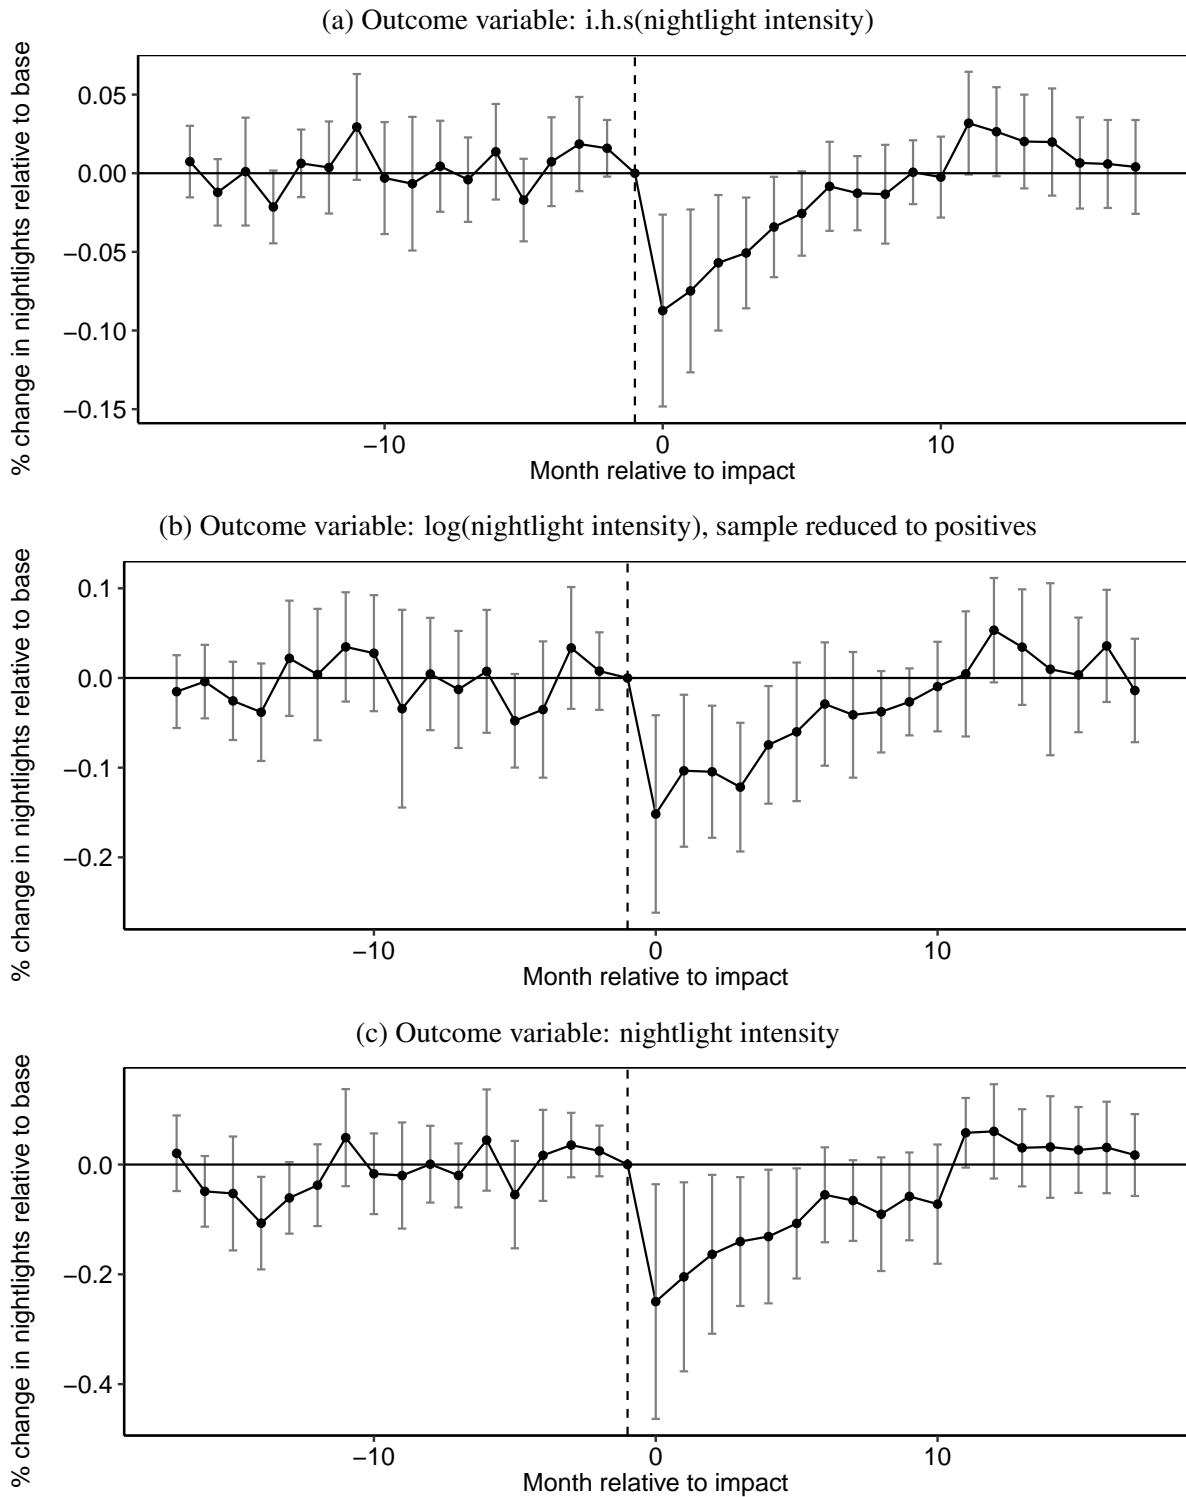 (a) Outcome variable: i.h.s(nightlight intensity)
% change in nightlights relative to base
0.05
0.00
−0.05
−0.10
−0.15
−10
0
10
Month relative to impact
(b) Outcome variable: log(nightlight intensity), sample reduced to positives
% change in nightlights relative to base
0.1
0.0
−0.1
−0.2
−10
0
10
Month relative to impact
(c) Outcome variable: nightlight intensity
% change in nightlights relative to base
0.0
−0.2
−0.4
−10
0
10
Month relative to impact